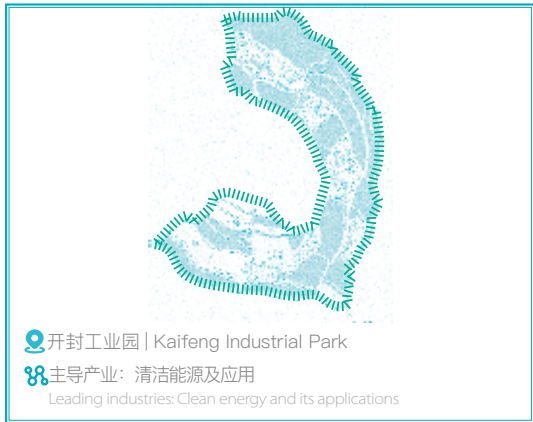 开封工业园 | Kaifeng Industrial Park
主导产业：清洁能源及应用
Leading industries: Clean energy and its applications